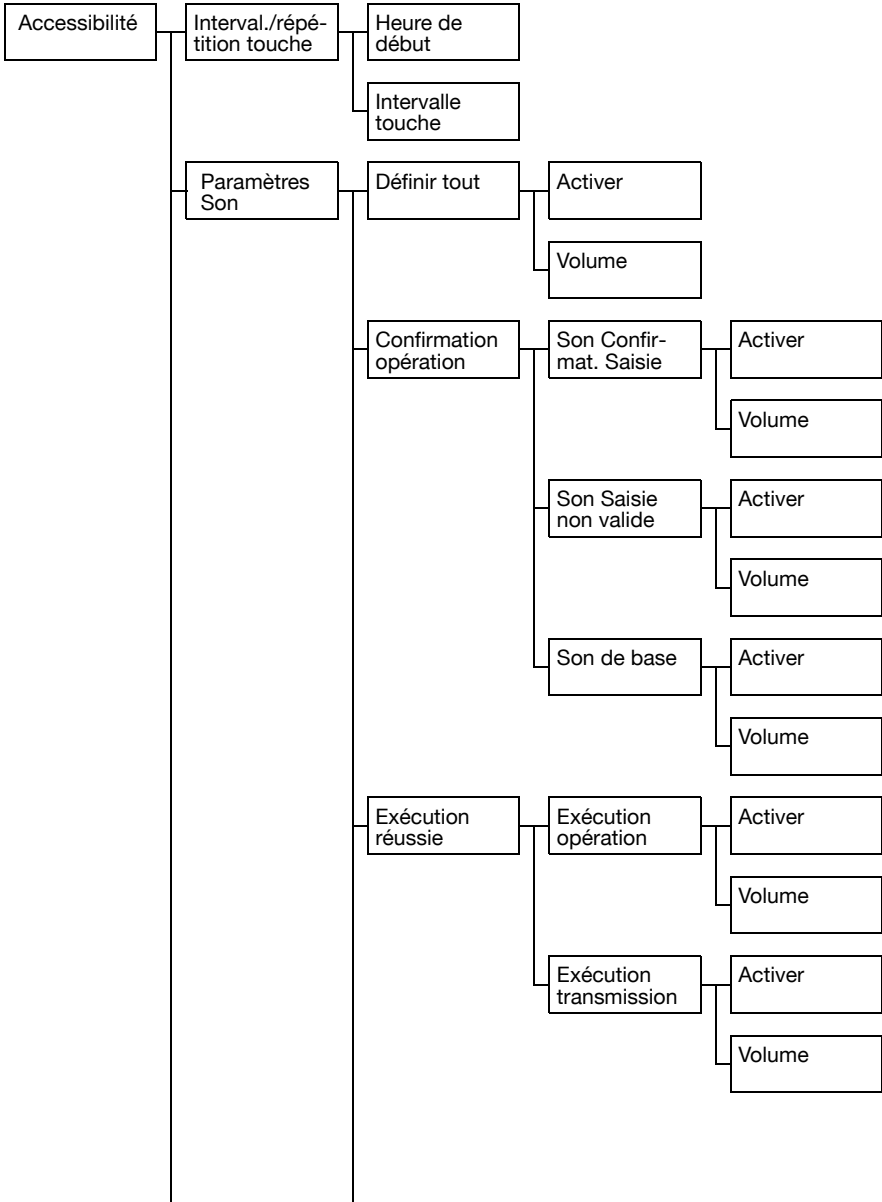 Accessibilité
Interval./répé-
tition touche
Heure de
début
Intervalle
touche
Paramètres
Son
Définir tout
Activer
Volume
Confirmation
opération
Son Confir-
mat. Saisie
Activer
Volume
Son Saisie
non valide
Activer
Volume
Son de base
Activer
Volume
Exécution
réussie
Exécution
opération
Activer
Volume
Exécution
transmission
Activer
Volume